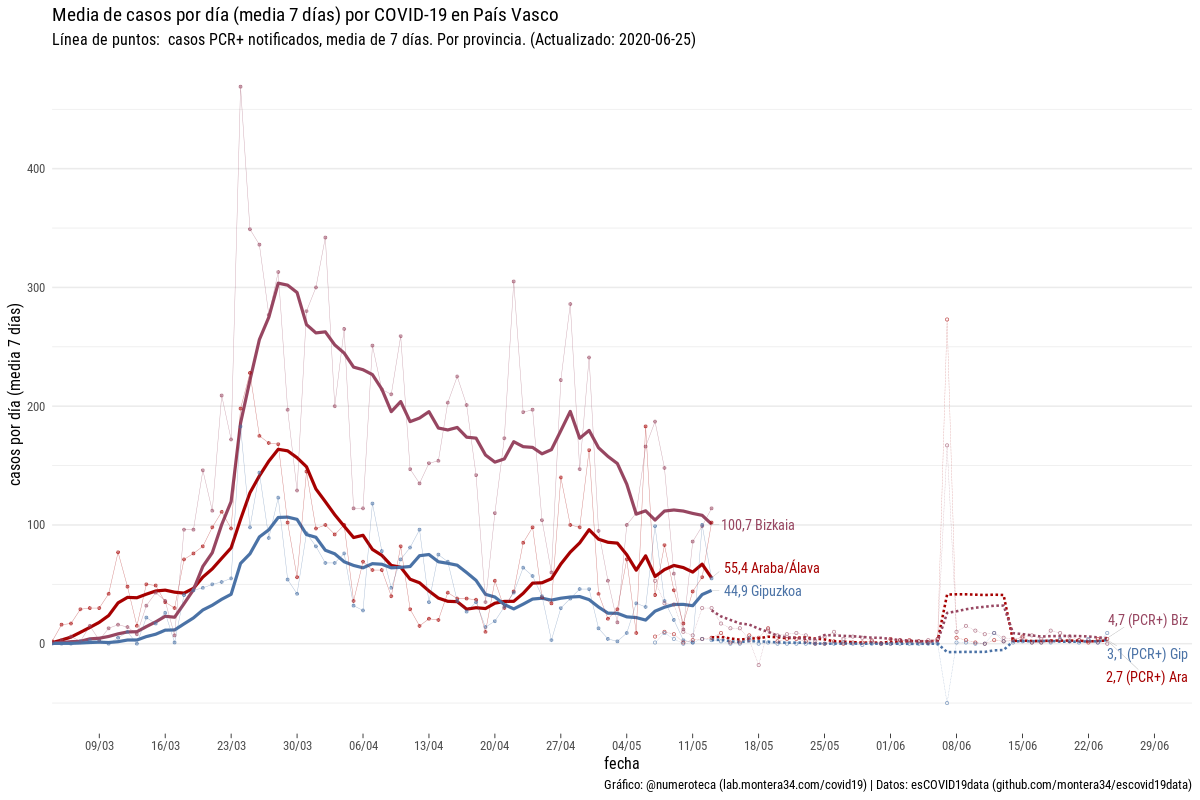 Media de casos por día (media 7 días) por COVID-19 en País Vasco
Línea de puntos: casos PCR+ notificados, media de 7 días. Por provincia. (Actualizado: 2020-06-25)
casos por día (media 7 días)
400
300
200
100
0
100,7 Bizkaia
55,4 Araba/Álava
44,9 Gipuzkoa
4,7 (PCR+) Biz
3,1 (PCR+) Gip
2,7 (PCR+) Ara
09/03 16/03 23/03 30/03 06/04 13/04 20/04 27/04 04/05 11/05 18/05 25/05 01/06 08/06 15/06 22/06 29/06
fecha
Gráfico: @numeroteca (lab.montera34.com/covid19) | Datos: esCOVID19data (github.com/montera34/escovid19data)